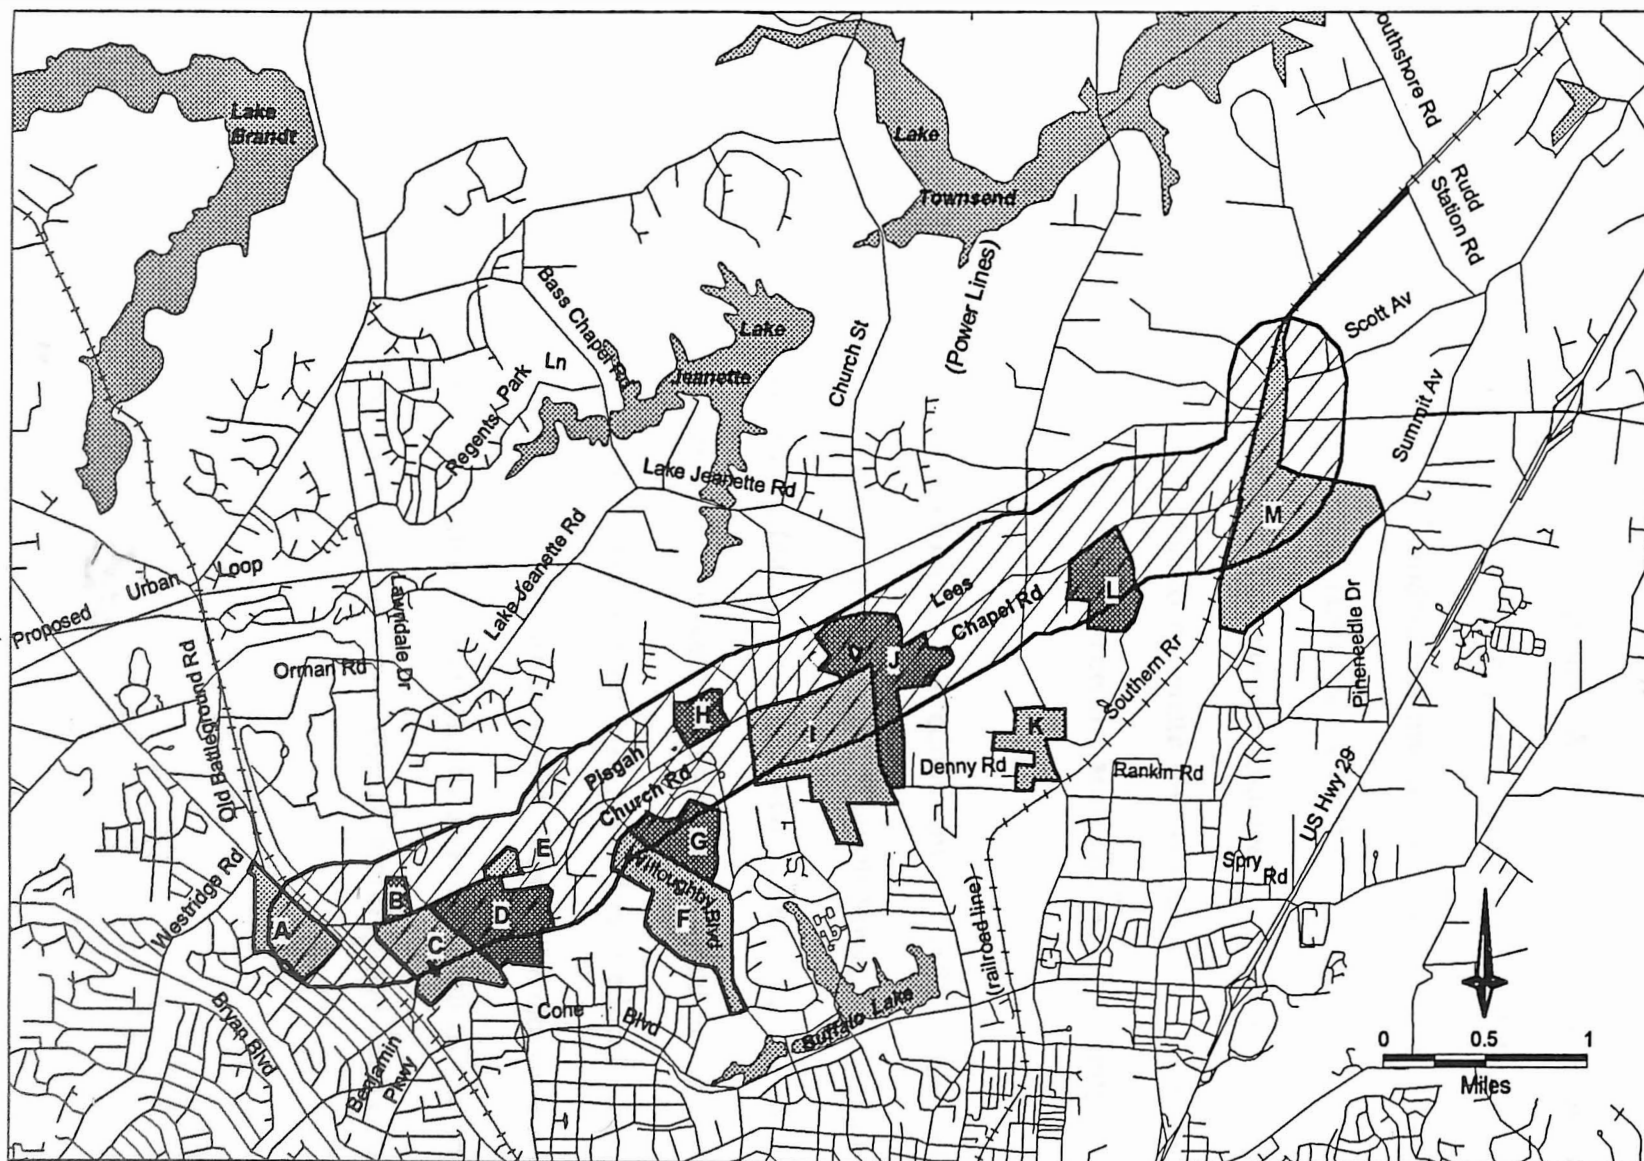 Southshore Rd
Lake
Brandt
Lake
Townsend
Rudd
Station Rd
(Power Lines)
Bass Chapel Rd
Lake
Jeanette
Church St
Scott Av
Regents Park
Ln
Summit Av
Lake Jeanette Rd
Lake Jeanette Rd
M
Proposed
Urban
Loop
Lees
Chapel Rd
L
Lawndale Dr
Pineneedle Dr
Orman Rd
Old Battleground Rd
J
Southern Rr
H
I
K
Pisgah
Church Rd
Denny Rd
Rankin Rd
US Hwy 29
E
G
Willoughby Blvd
Spry
Rd
Westridge Rd
B
A
C
D
F
(railroad line)
Cone
Blvd
Buffalo Lake
Bryan Blvd
Benjamin
Pkwy
0 0.5 1
Miles